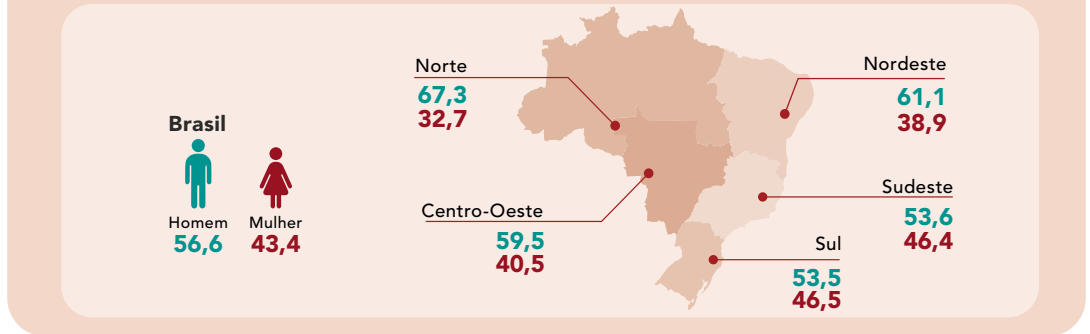 Brasil
Homem
56,6
Mulher
43,4
Norte
67,3
32,7
Nordeste
61,1
38,9
Centro-Oeste
59,5
40,5
Sudeste
53,6
46,4
Sul
53,5
46,5